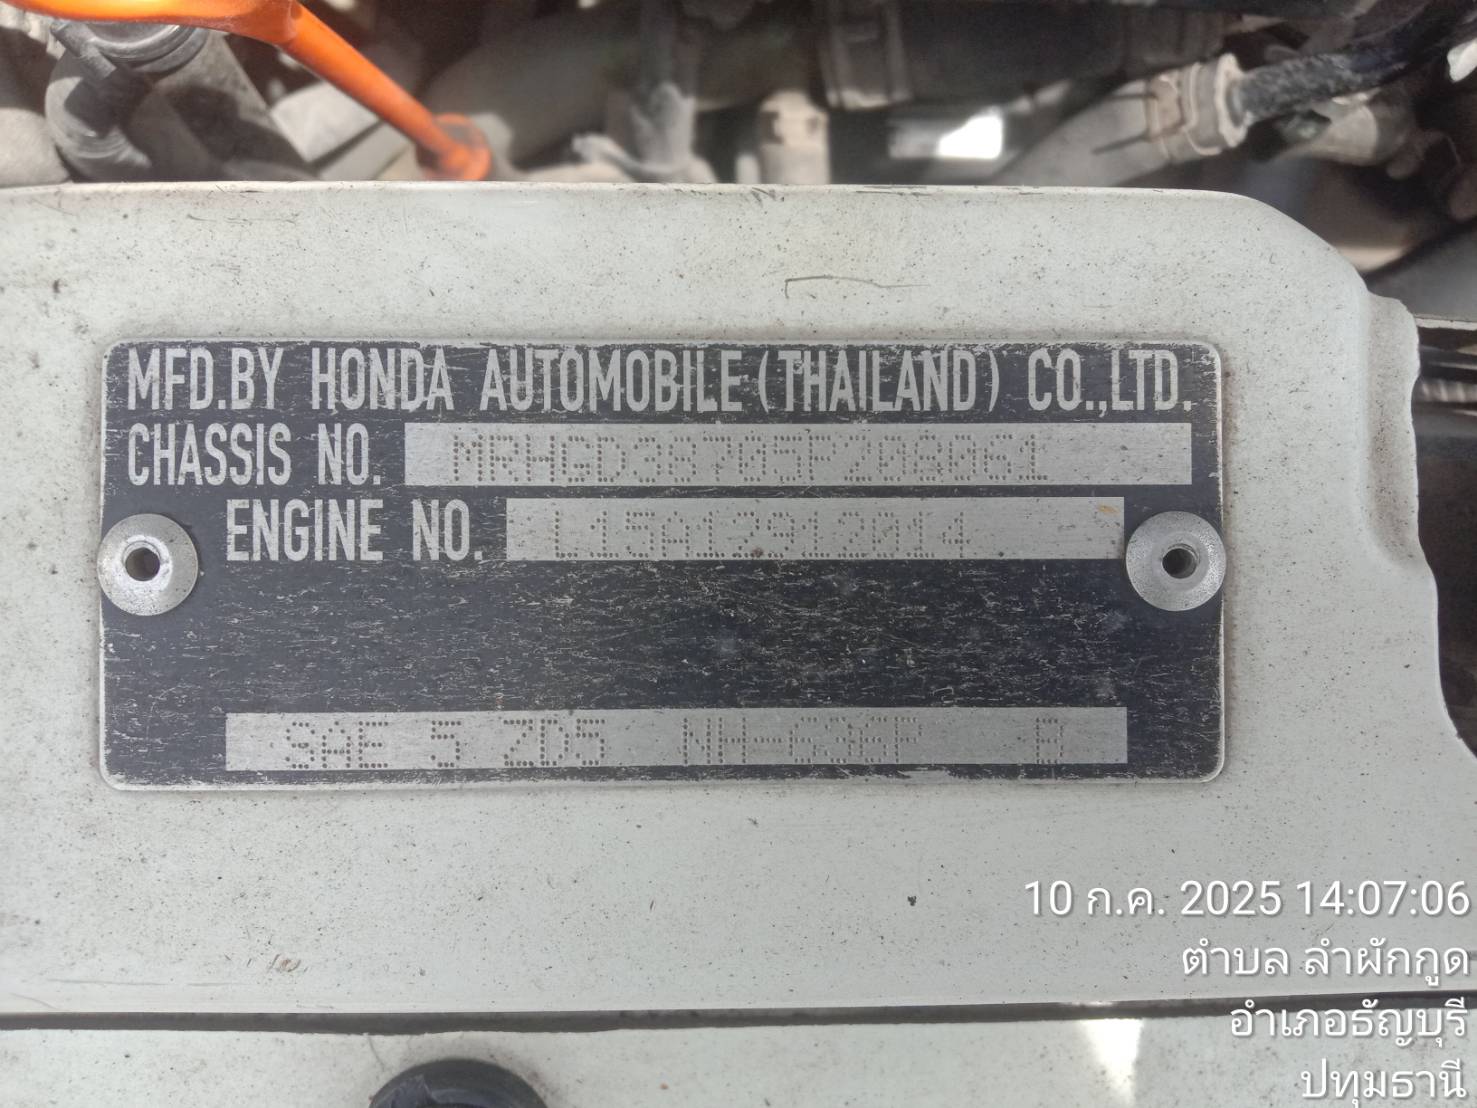 MFD.BY HONDA AUTOMOBILE (THAILAND) CO.,LTD.
CHASSIS NO. MRHGD38705PZ08061
ENGINE NO. L15A12912014
SAE 5 ZD5 NH-636P B
10 ก.ค. 2025 14:07:06
ตำบล ลำผักกูด
อำเภอธัญบุรี
ปทุมธานี